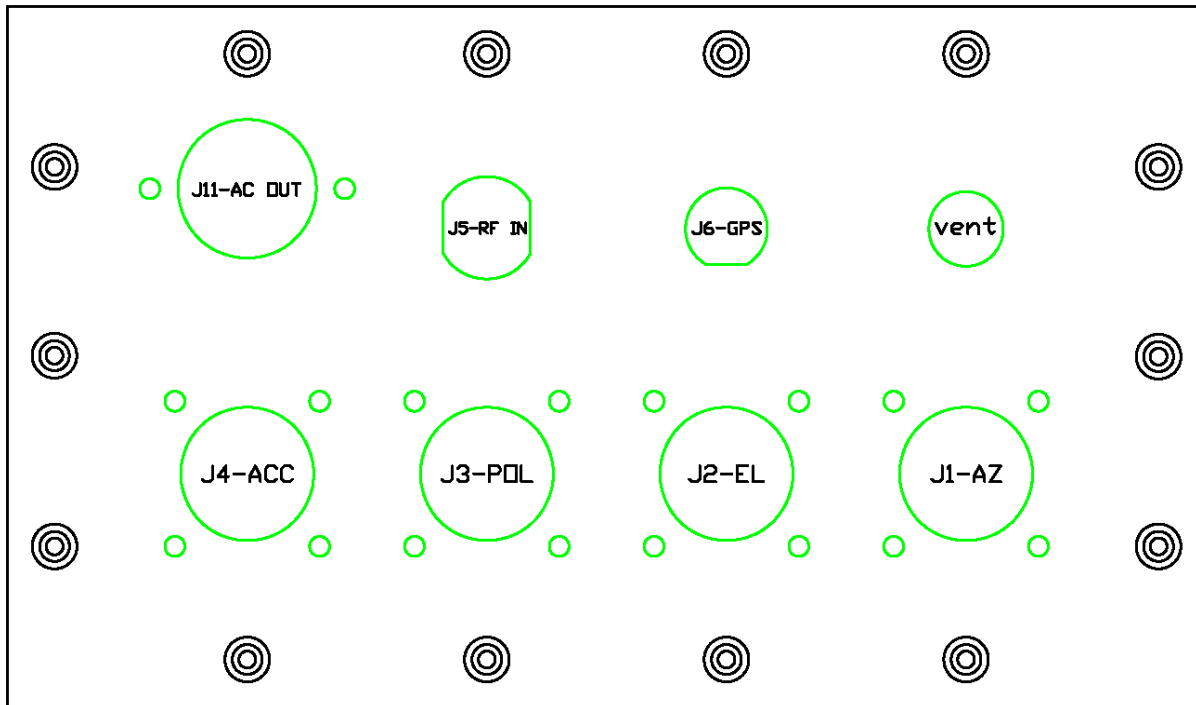 J11-AC OUT
J5-RF IN
J6-GPS
vent
J4-ACC
J3-POL
J2-EL
J1-AZ